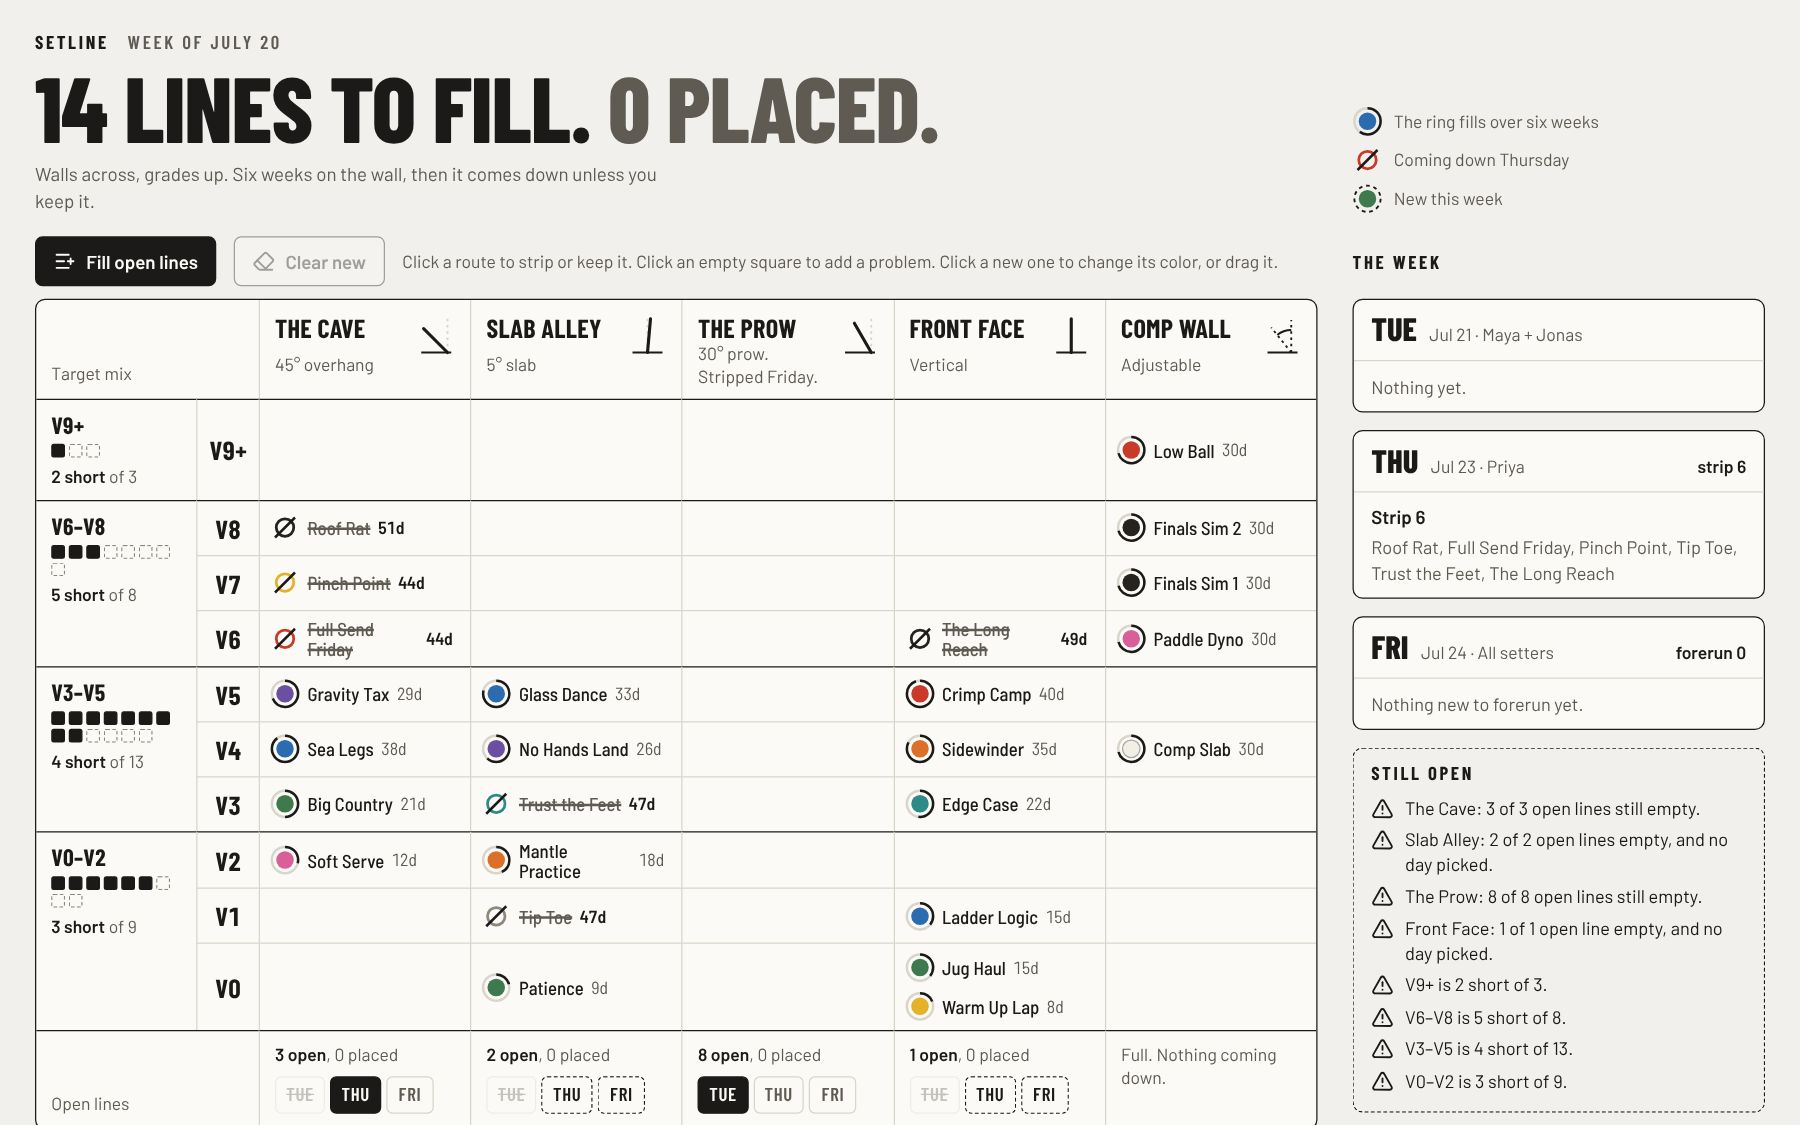 SETLINE WEEK OF JULY 20
14 LINES TO FILL. 0 PLACED.
Walls across, grades up. Six weeks on the wall, then it comes down unless you
keep it.
The ring fills over six weeks
Coming down Thursday
New this week
Fill open lines
Clear new
Click a route to strip or keep it. Click an empty square to add a problem. Click a new one to change its color, or drag it.
Target mix
THE CAVE
45° overhang
SLAB ALLEY
5° slab
THE PROW
30° prow.
Stripped Friday.
FRONT FACE
Vertical
COMP WALL
Adjustable
V9+
2 short of 3
V9+
Low Ball 30d
V6–V8
5 short of 8
V8
Roof Rat 51d
Finals Sim 2 30d
V7
Pinch Point 44d
Finals Sim 1 30d
V6
Full Send
Friday
44d
The Long
Reach
49d
Paddle Dyno 30d
V3–V5
4 short of 13
V5
Gravity Tax 29d
Glass Dance 33d
Crimp Camp 40d
V4
Sea Legs 38d
No Hands Land 26d
Sidewinder 35d
Comp Slab 30d
V3
Big Country 21d
Trust the Feet 47d
Edge Case 22d
V0–V2
3 short of 9
V2
Soft Serve 12d
Mantle
Practice
18d
V1
Tip Toe 47d
Ladder Logic 15d
V0
Patience 9d
Jug Haul 15d
Warm Up Lap 8d
Open lines
3 open, 0 placed
TUE THU FRI
2 open, 0 placed
TUE THU FRI
8 open, 0 placed
TUE THU FRI
1 open, 0 placed
TUE THU FRI
Full. Nothing coming
down.
THE WEEK
TUE Jul 21 · Maya + Jonas
Nothing yet.
THU Jul 23 · Priya strip 6
Strip 6
Roof Rat, Full Send Friday, Pinch Point, Tip Toe,
Trust the Feet, The Long Reach
FRI Jul 24 · All setters forerun 0
Nothing new to forerun yet.
STILL OPEN
The Cave: 3 of 3 open lines still empty.
Slab Alley: 2 of 2 open lines empty, and no
day picked.
The Prow: 8 of 8 open lines still empty.
Front Face: 1 of 1 open line empty, and no
day picked.
V9+ is 2 short of 3.
V6–V8 is 5 short of 8.
V3–V5 is 4 short of 13.
V0–V2 is 3 short of 9.